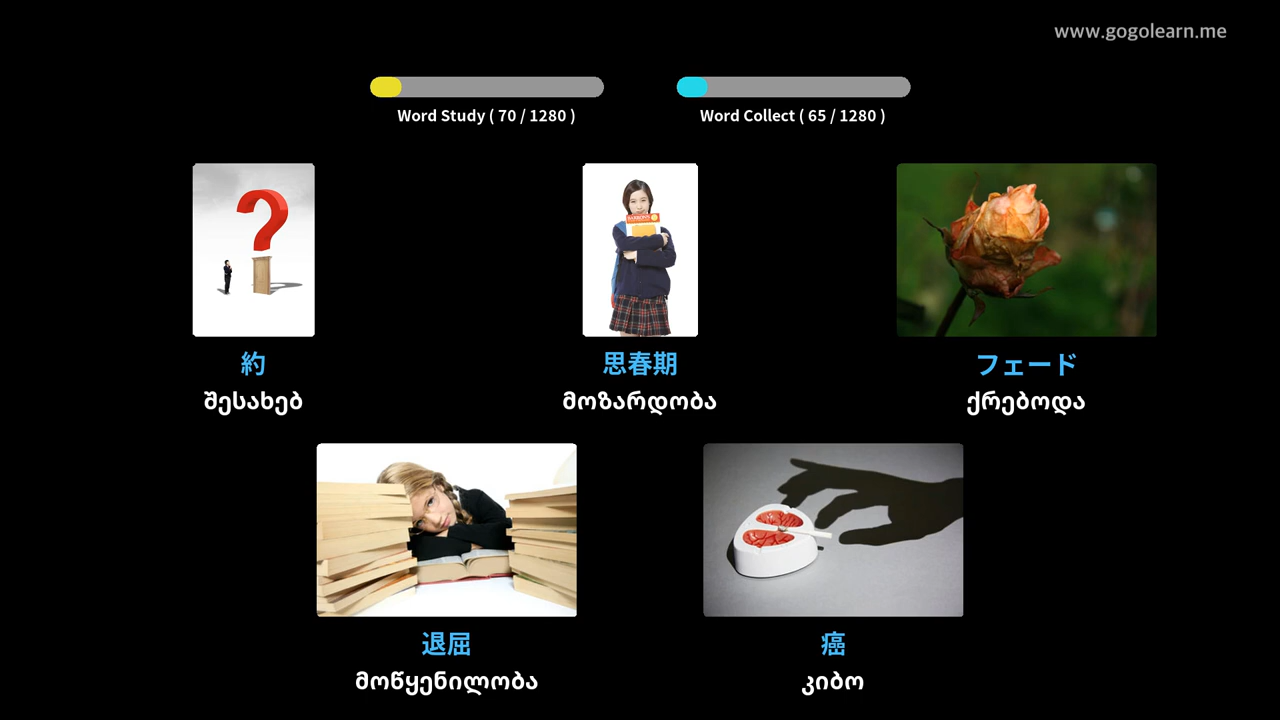 www.gogolearn.me
Word Study ( 70 / 1280 )
Word Collect ( 65 / 1280 )
約
შესახებ
思春期
მოზარდობა
フェード
ქრებოდა
退屈
მოწყენილობა
癌
კიბო